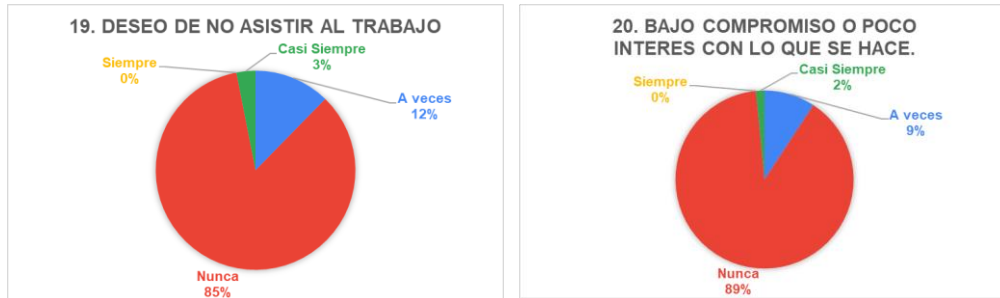 19. DESEO DE NO ASISTIR AL TRABAJO
Siempre
0%
Casi Siempre
3%
A veces
12%
Nunca
85%
20. BAJO COMPROMISO O POCO
INTERES CON LO QUE SE HACE.
Siempre
0%
Casi Siempre
2%
A veces
9%
Nunca
89%